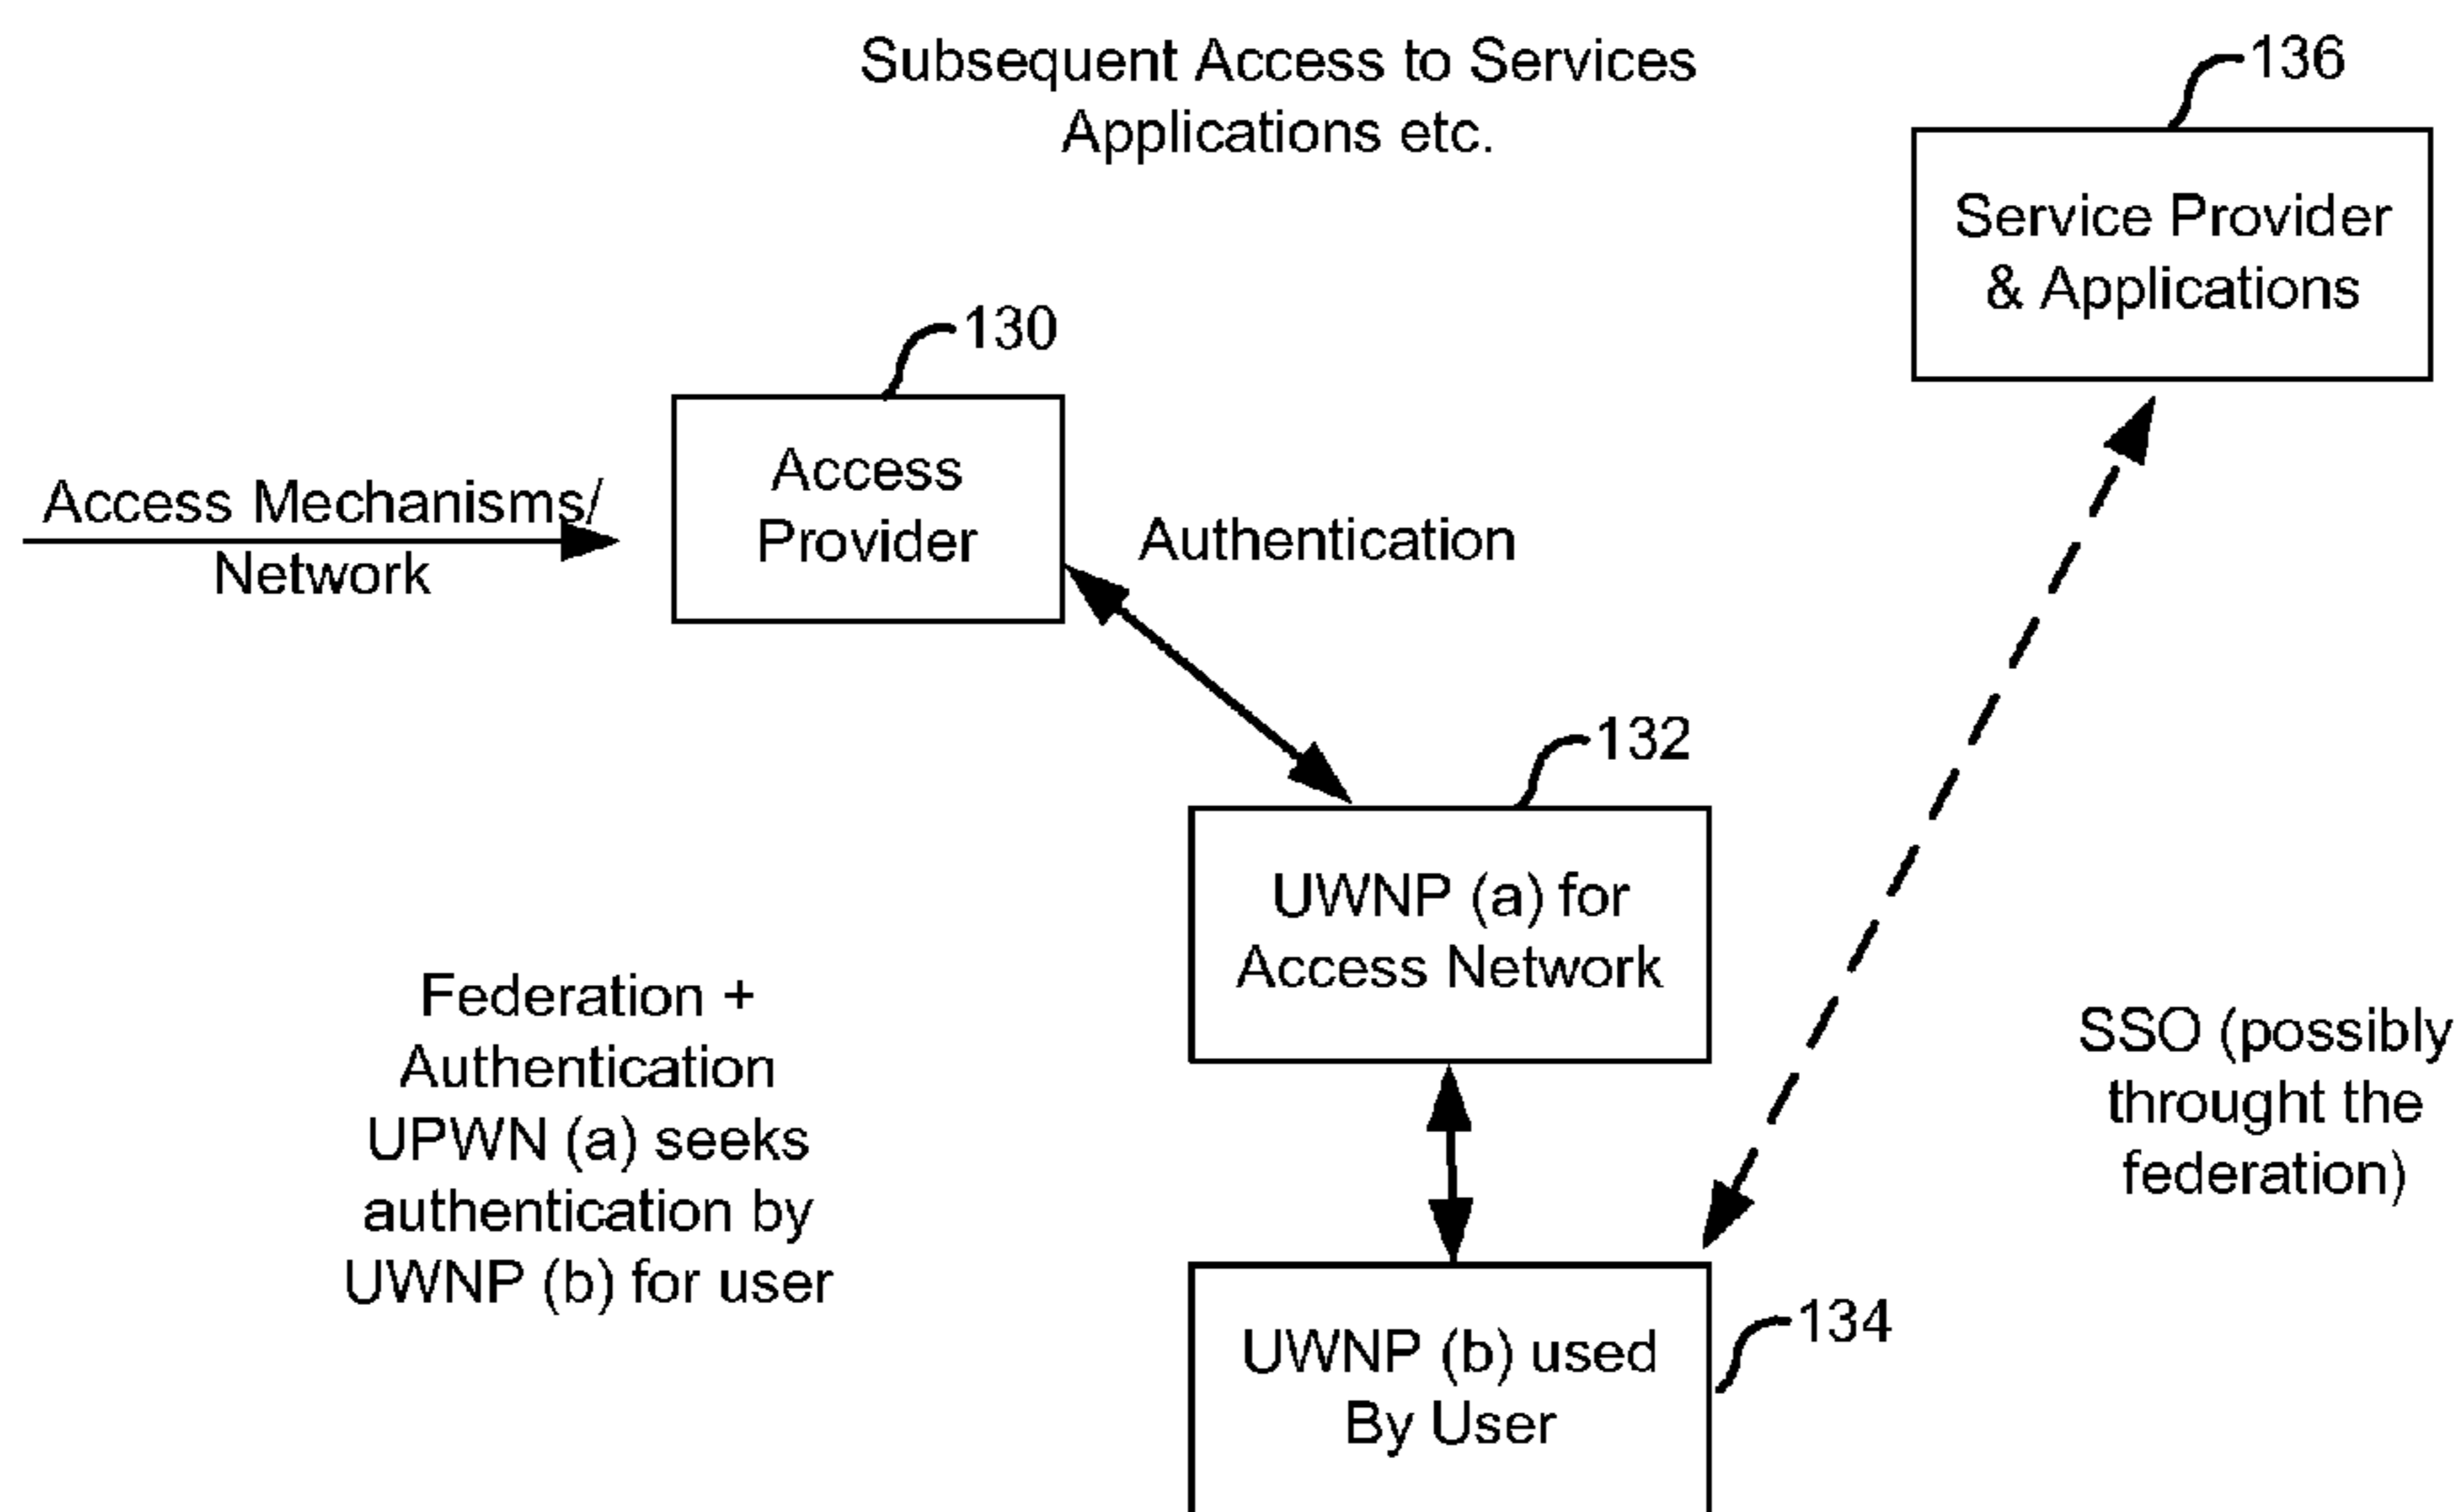 Subsequent Access to Services
Applications etc.
136
Service Provider
& Applications
130
Access
Provider
Access Mechanisms/
Network
Authentication
132
UWNP (a) for
Access Network
Federation +
Authentication
UPWN (a) seeks
authentication by
UWNP (b) for user
SSO (possibly
throught the
federation)
134
UWNP (b) used
By User